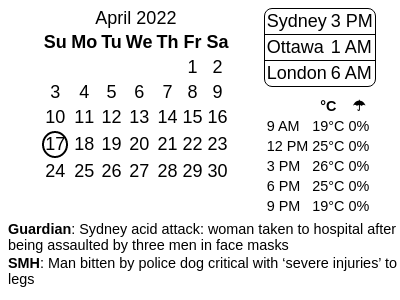 April 2022
Su Mo Tu We Th Fr Sa
1 2
3 4 5 6 7 8 9
10 11 12 13 14 15 16
17 18 19 20 21 22 23
24 25 26 27 28 29 30
Sydney 3 PM
Ottawa 1 AM
London 6 AM
°C ☂
9 AM 19°C 0%
12 PM 25°C 0%
3 PM 26°C 0%
6 PM 25°C 0%
9 PM 19°C 0%
Guardian: Sydney acid attack: woman taken to hospital after
being assaulted by three men in face masks
SMH: Man bitten by police dog critical with ‘severe injuries’ to
legs